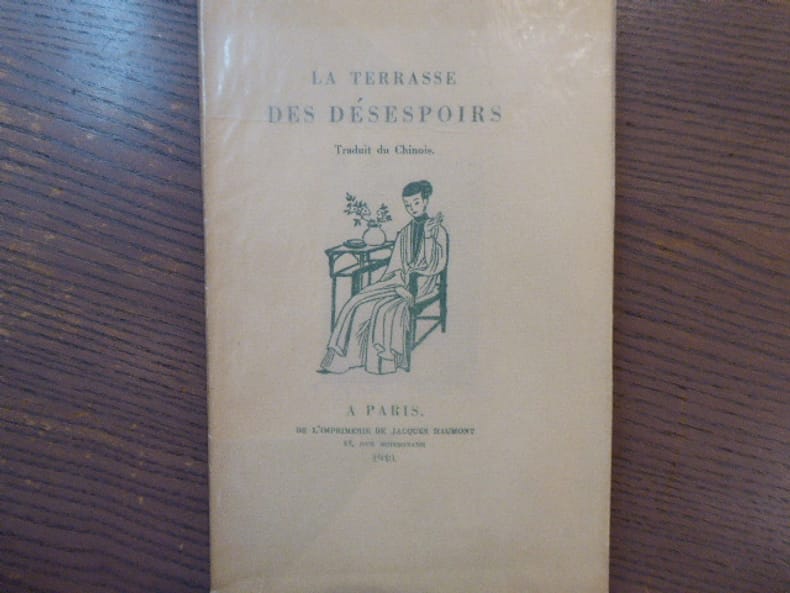 LA TERRASSE
DES DÉSESPOIRS
Traduit du Chinois.
A PARIS.
DE L'IMPRIMERIE DE JACQUES HAUMONT